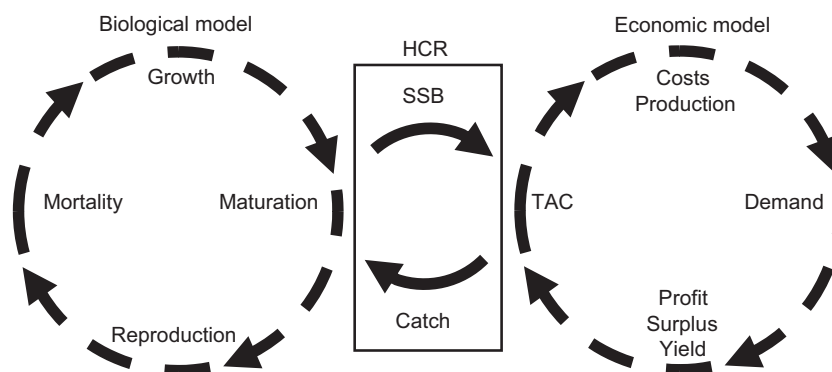 Biological model
Growth
Mortality
Maturation
Reproduction
HCR
SSB
Catch
Economic model
Costs
Production
TAC
Demand
Profit
Surplus
Yield